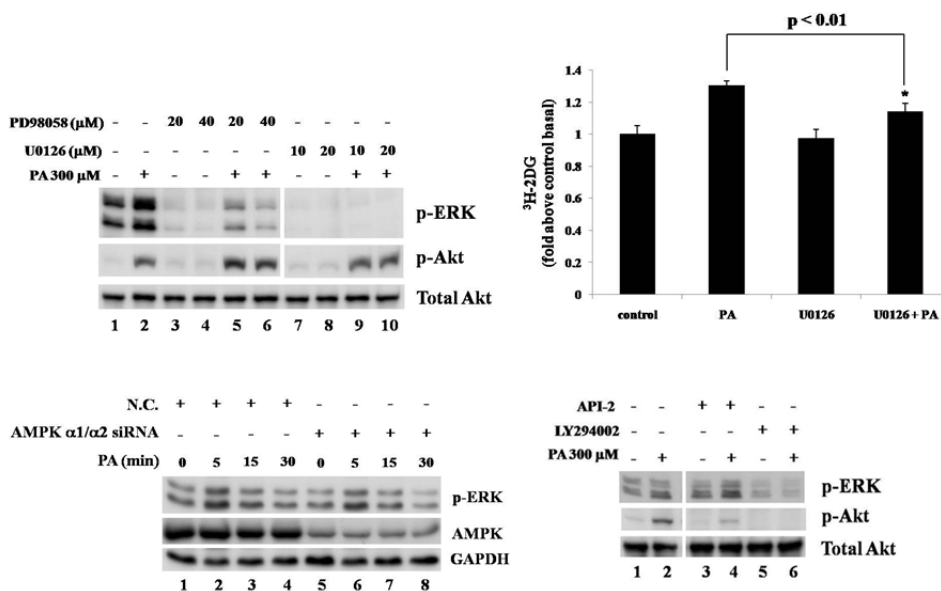 PD98058 (μM) - - 20 40 20 40 - - - -
U0126 (μM) - - - - - - 10 20 10 20
PA 300 μM - + - - + + - - + +
p-ERK
p-Akt
Total Akt
1 2 3 4 5 6 7 8 9 10
p < 0.01
*
³H-2DG
(fold above control basal)
1.4
1.2
1
0.8
0.6
0.4
0.2
0
control PA U0126 U0126 + PA
N.C. + + + + - - - -
AMPK α1/α2 siRNA - - - - + + + +
PA (min) 0 5 15 30 0 5 15 30
p-ERK
AMPK
GAPDH
1 2 3 4 5 6 7 8
API-2 - - + + - -
LY294002 - - - - + +
PA 300 μM - + - + - +
p-ERK
p-Akt
Total Akt
1 2 3 4 5 6